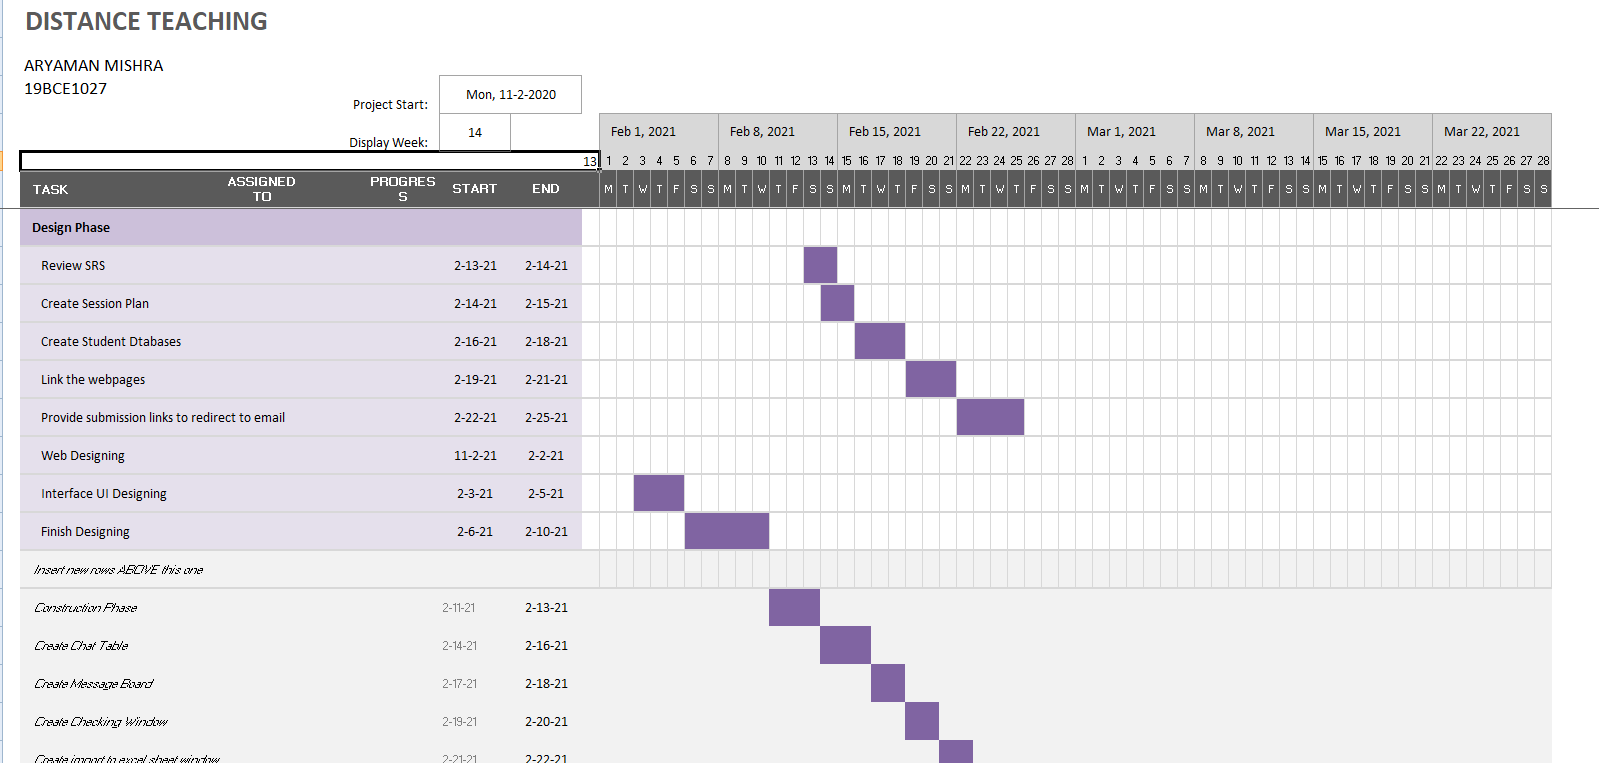 DISTANCE TEACHING
ARYAMAN MISHRA
19BCE1027
Project Start: Mon, 11-2-2020
Display Week: 14
Feb 1, 2021 Feb 8, 2021 Feb 15, 2021 Feb 22, 2021 Mar 1, 2021 Mar 8, 2021 Mar 15, 2021 Mar 22, 2021
13 1 2 3 4 5 6 7 8 9 10 11 12 13 14 15 16 17 18 19 20 21 22 23 24 25 26 27 28 1 2 3 4 5 6 7 8 9 10 11 12 13 14 15 16 17 18 19 20 21 22 23 24 25 26 27 28
TASK ASSIGNED TO PROGRESS START END M T W T F S S M T W T F S S M T W T F S S M T W T F S S M T W T F S S M T W T F S S M T W T F S S M T W T F S S
Design Phase
Review SRS 2-13-21 2-14-21
Create Session Plan 2-14-21 2-15-21
Create Student Dtabases 2-16-21 2-18-21
Link the webpages 2-19-21 2-21-21
Provide submission links to redirect to email 2-22-21 2-25-21
Web Designing 11-2-21 2-2-21
Interface UI Designing 2-3-21 2-5-21
Finish Designing 2-6-21 2-10-21
Insert new rows ABOVE this one
Construction Phase 2-11-21 2-13-21
Create Chat Table 2-14-21 2-16-21
Create Message Board 2-17-21 2-18-21
Create Checking Window 2-19-21 2-20-21
Create import to excel sheet window 2-21-21 2-22-21